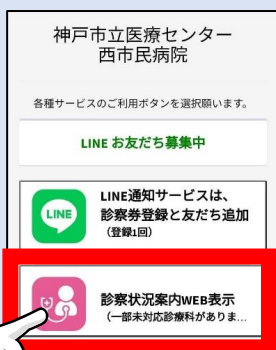 神戸市立医療センター
西市民病院
各種サービスのご利用ボタンを選択願います。
LINE お友だち募集中
LINE
LINE通知サービスは、
診察券登録と友だち追加
（登録1回）
診察状況案内WEB表示
（一部未対応診療科がありま...